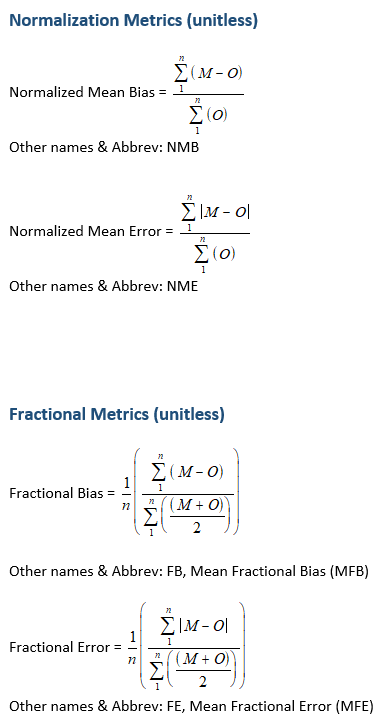 Normalization Metrics (unitless)
Normalized Mean Bias = \frac{\sum_{1}^{n}(M-O)}{\sum_{1}^{n}(O)}
Other names & Abbrev: NMB
Normalized Mean Error = \frac{\sum_{1}^{n}|M-O|}{\sum_{1}^{n}(O)}
Other names & Abbrev: NME
Fractional Metrics (unitless)
Fractional Bias = \frac{1}{n}\left(\frac{\sum_{1}^{n}(M-O)}{\sum_{1}^{n}\left(\frac{(M+O)}{2}\right)}\right)
Other names & Abbrev: FB, Mean Fractional Bias (MFB)
Fractional Error = \frac{1}{n}\left(\frac{\sum_{1}^{n}|M-O|}{\sum_{1}^{n}\left(\frac{(M+O)}{2}\right)}\right)
Other names & Abbrev: FE, Mean Fractional Error (MFE)